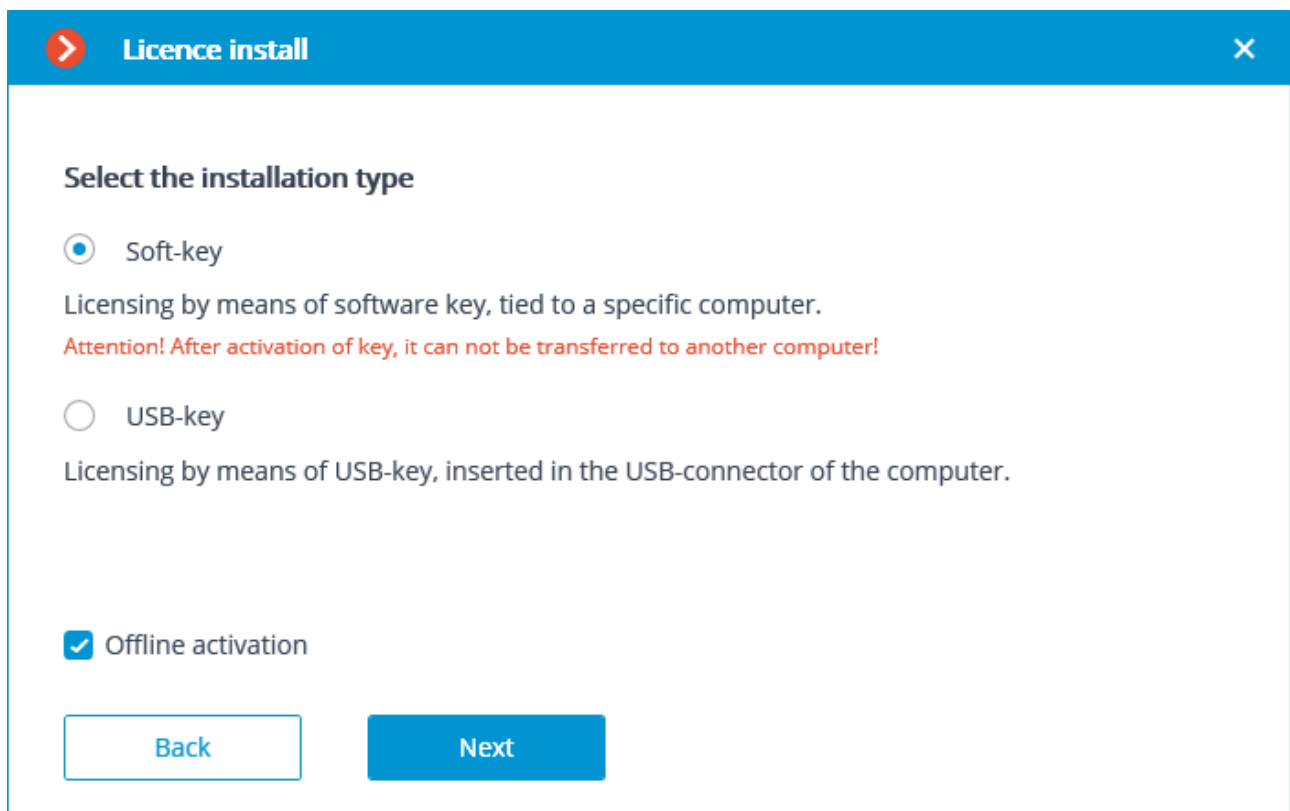 Licence install
Select the installation type
Soft-key
Licensing by means of software key, tied to a specific computer.
Attention! After activation of key, it can not be transferred to another computer!
USB-key
Licensing by means of USB-key, inserted in the USB-connector of the computer.
Offline activation
Back
Next